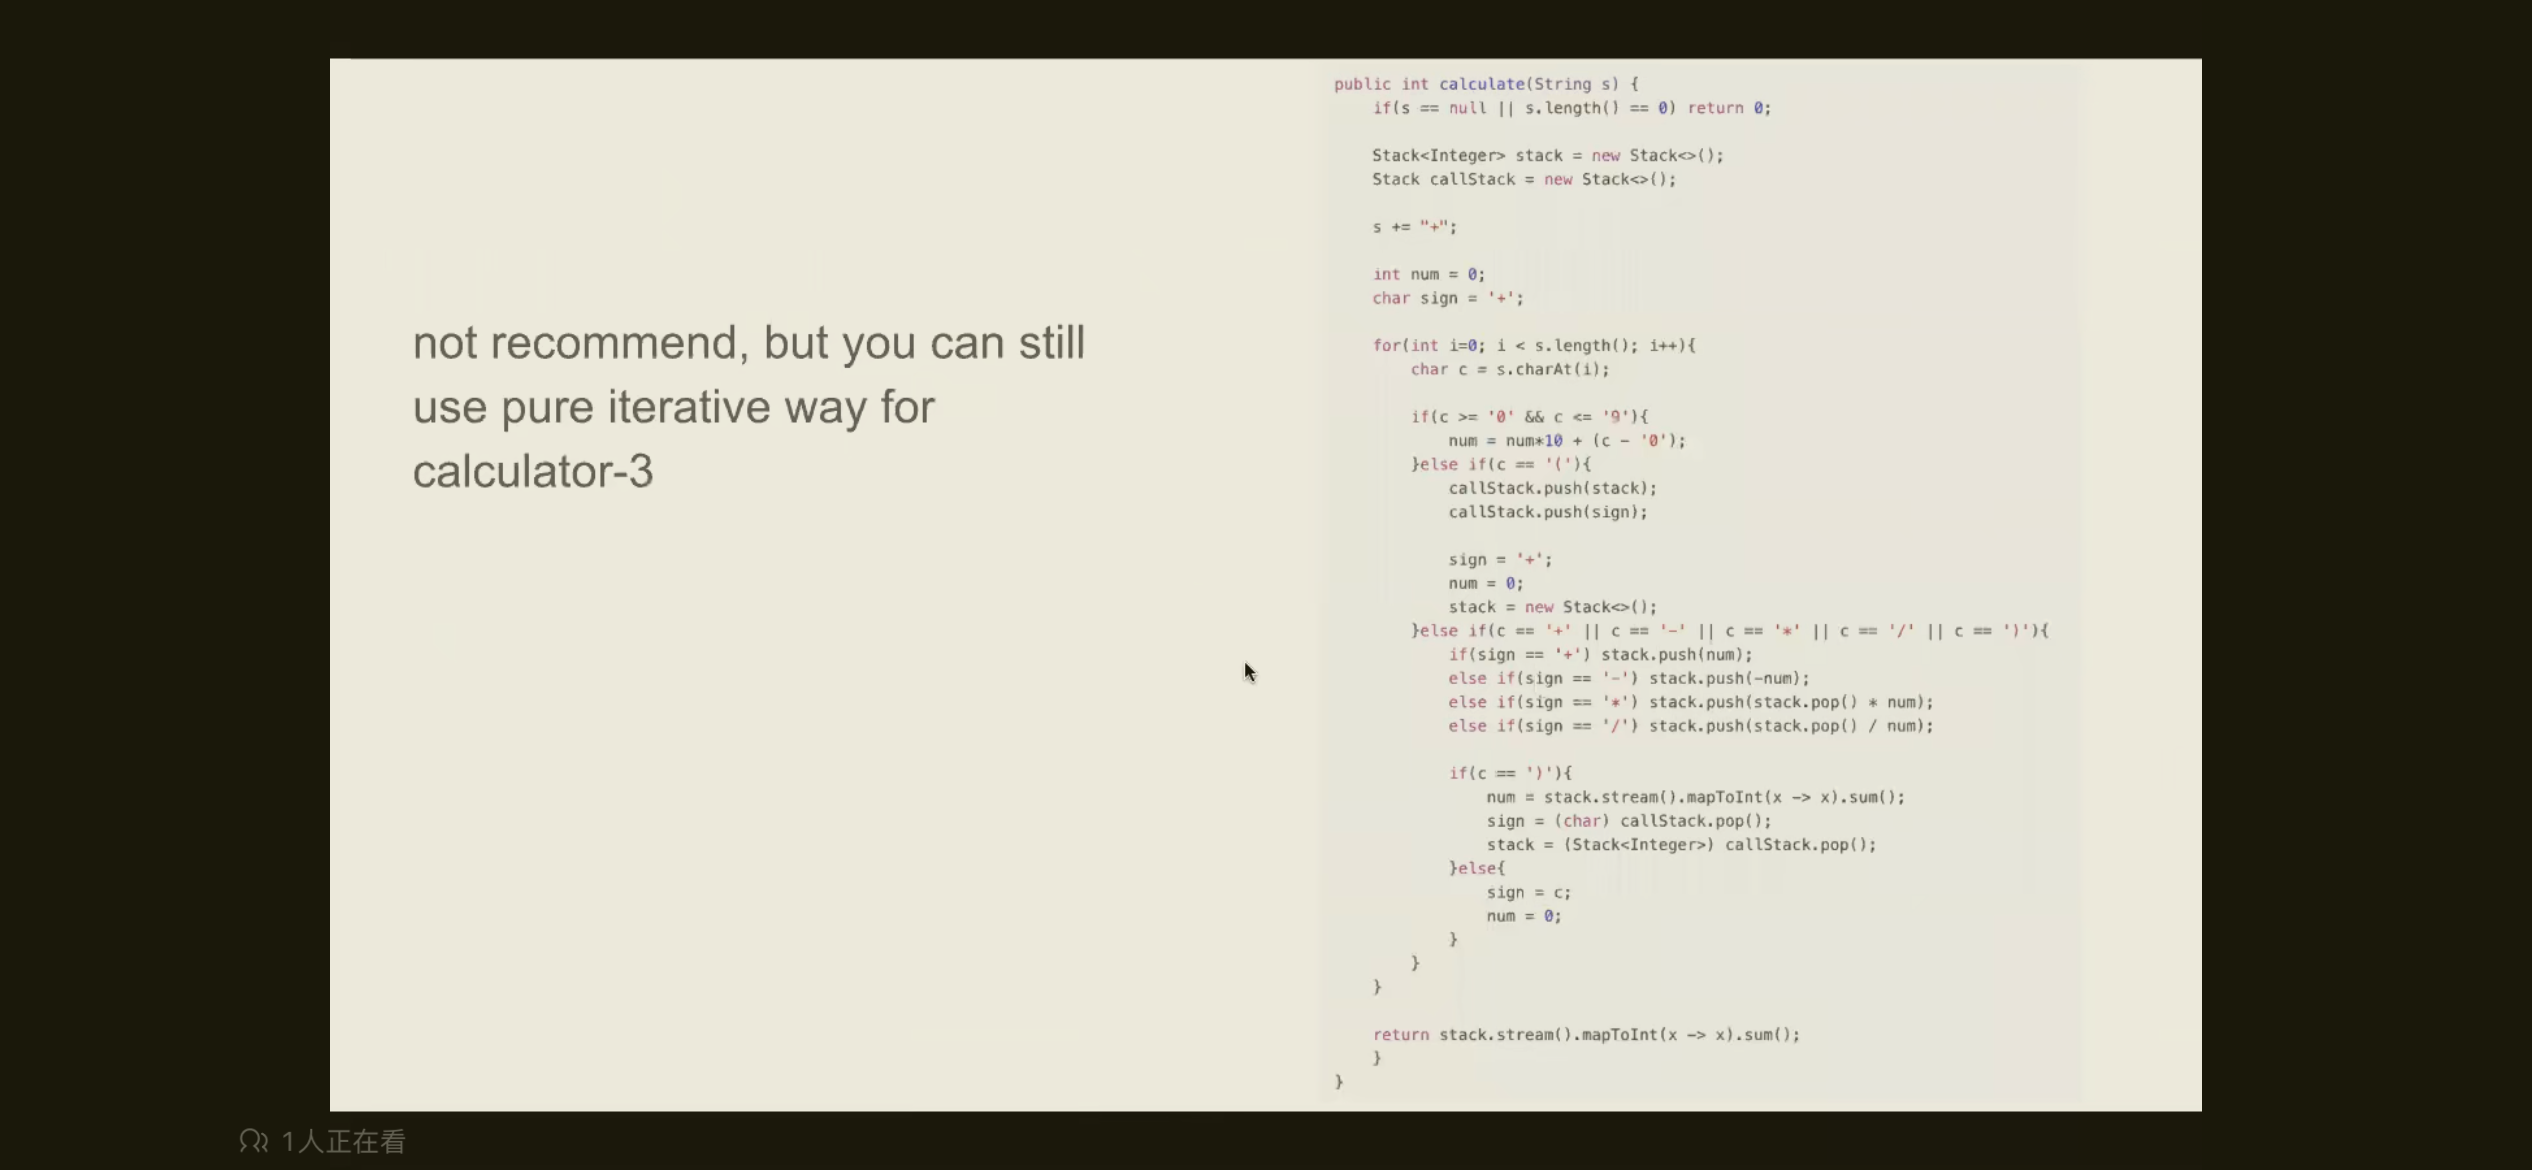 not recommend, but you can still
use pure iterative way for
calculator-3
public int calculate(String s) {
    if(s == null || s.length() == 0) return 0;
    Stack<Integer> stack = new Stack<>();
    Stack callStack = new Stack<>();
    s += "+";
    int num = 0;
    char sign = '+';
    for(int i=0; i < s.length(); i++){
        char c = s.charAt(i);
        if(c >= '0' && c <= '9'){
            num = num*10 + (c - '0');
        }else if(c == '('){
            callStack.push(stack);
            callStack.push(sign);
            sign = '+';
            num = 0;
            stack = new Stack<>();
        }else if(c == '+' || c == '-' || c == '*' || c == '/' || c == ')'){
            if(sign == '+') stack.push(num);
            else if(sign == '-') stack.push(-num);
            else if(sign == '*') stack.push(stack.pop() * num);
            else if(sign == '/') stack.push(stack.pop() / num);
            if(c == ')'){
                num = stack.stream().mapToInt(x -> x).sum();
                sign = (char) callStack.pop();
                stack = (Stack<Integer>) callStack.pop();
            }else{
                sign = c;
                num = 0;
            }
        }
    }
    return stack.stream().mapToInt(x -> x).sum();
    }
}
1人正在看